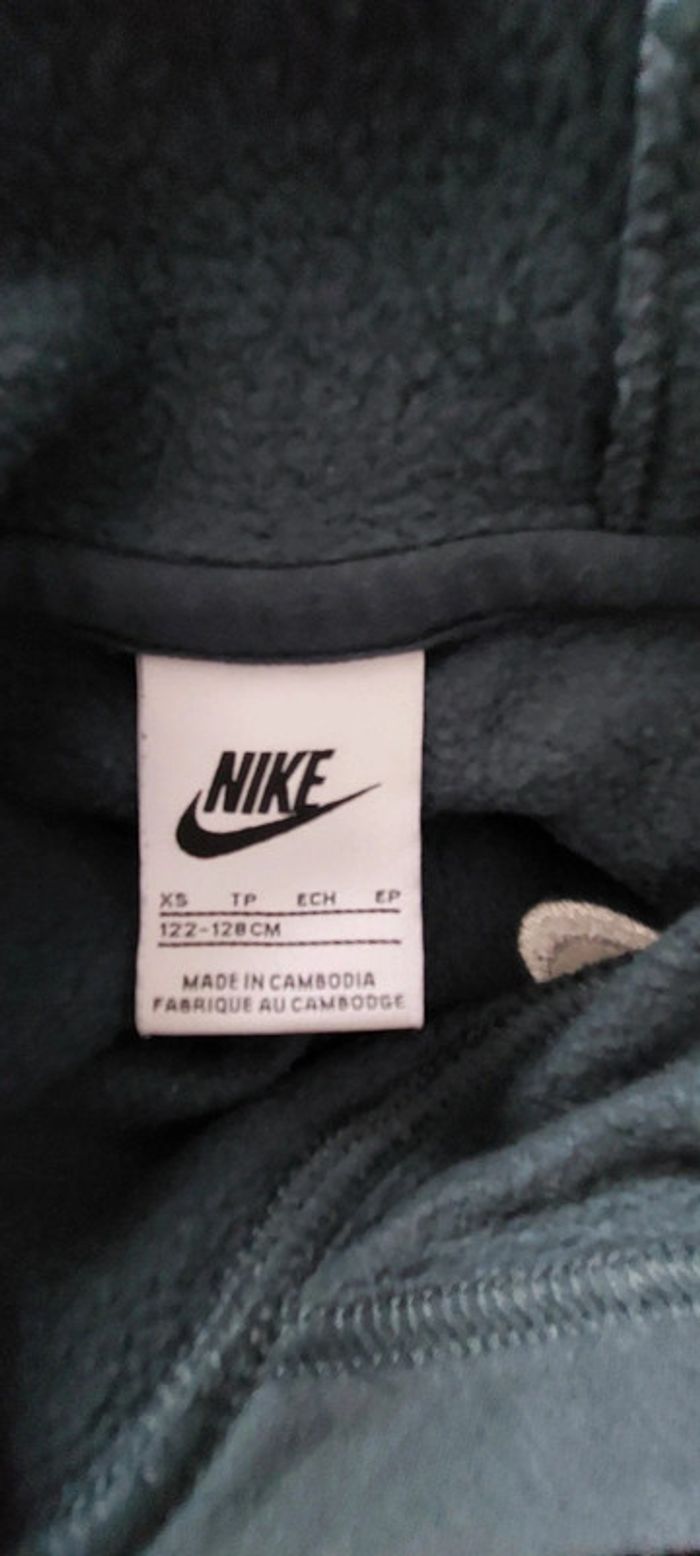 NIKE
XS TP ECH EP
122-128CM
MADE IN CAMBODIA
FABRIQUE AU CAMBODGE